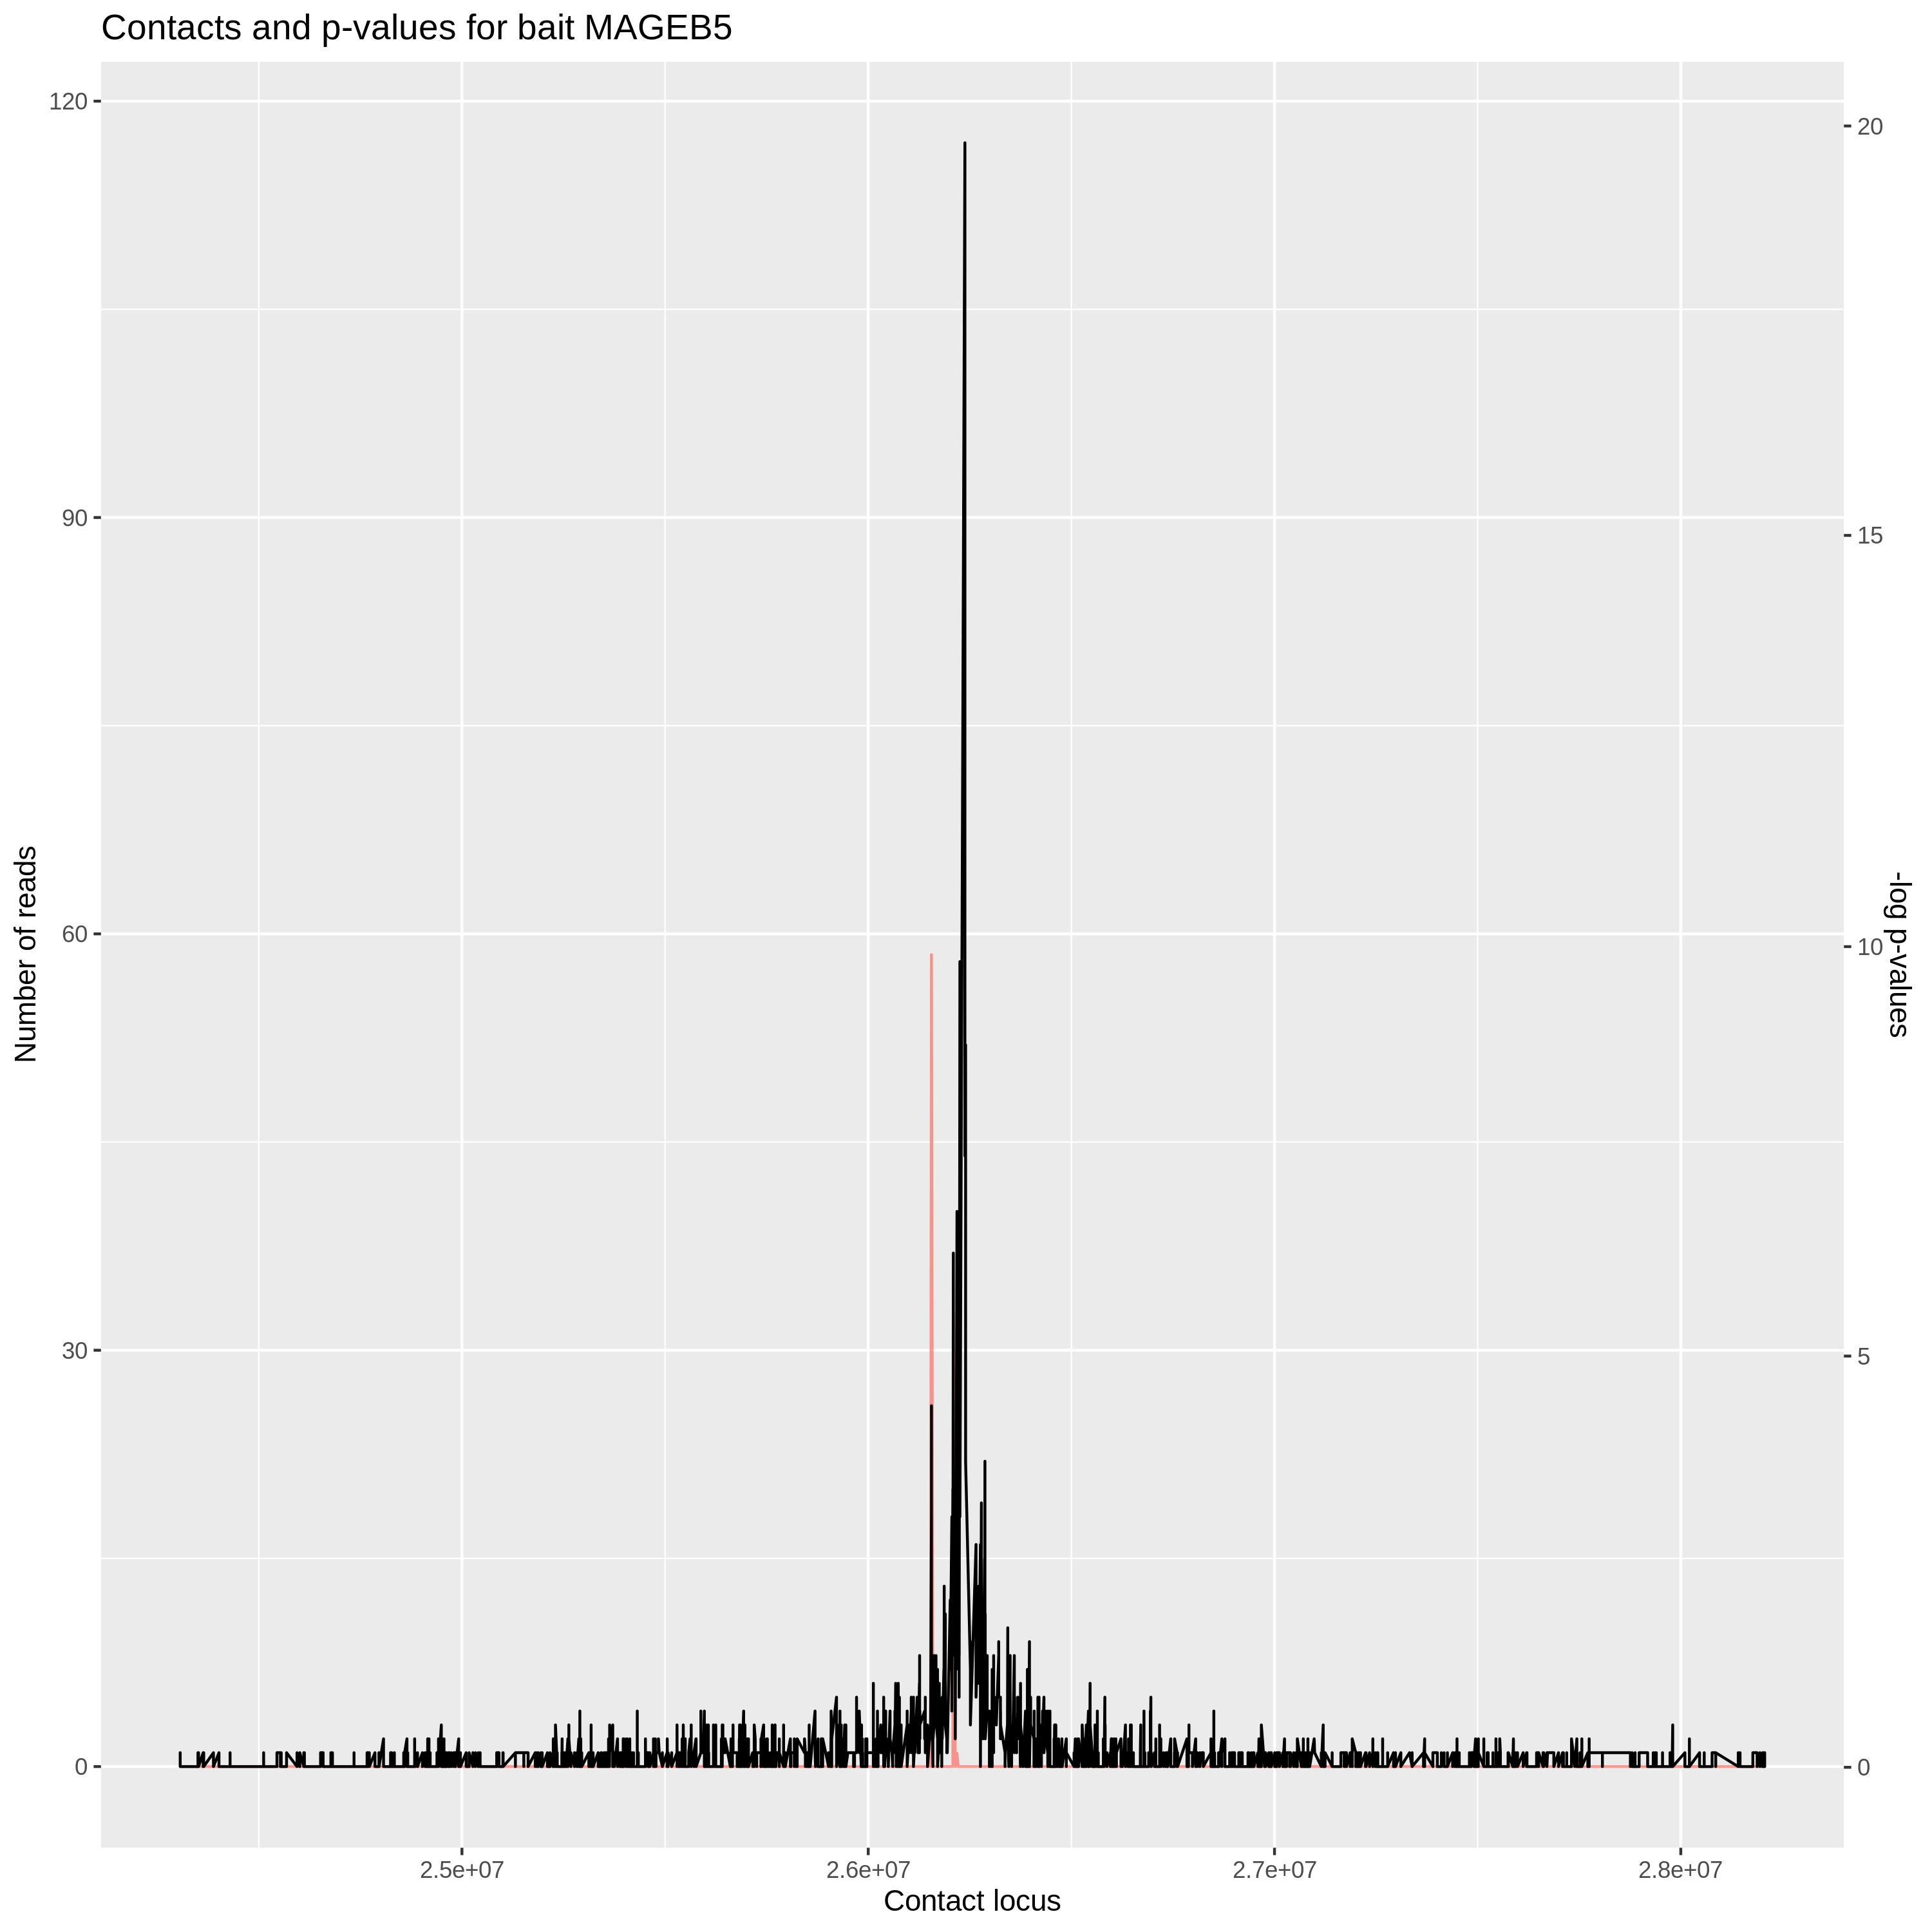 Contacts and p-values for bait MAGEB5
120
90
60
30
0
Number of reads
20
15
10
5
0
-log p-values
2.5e+07
2.6e+07
2.7e+07
2.8e+07
Contact locus